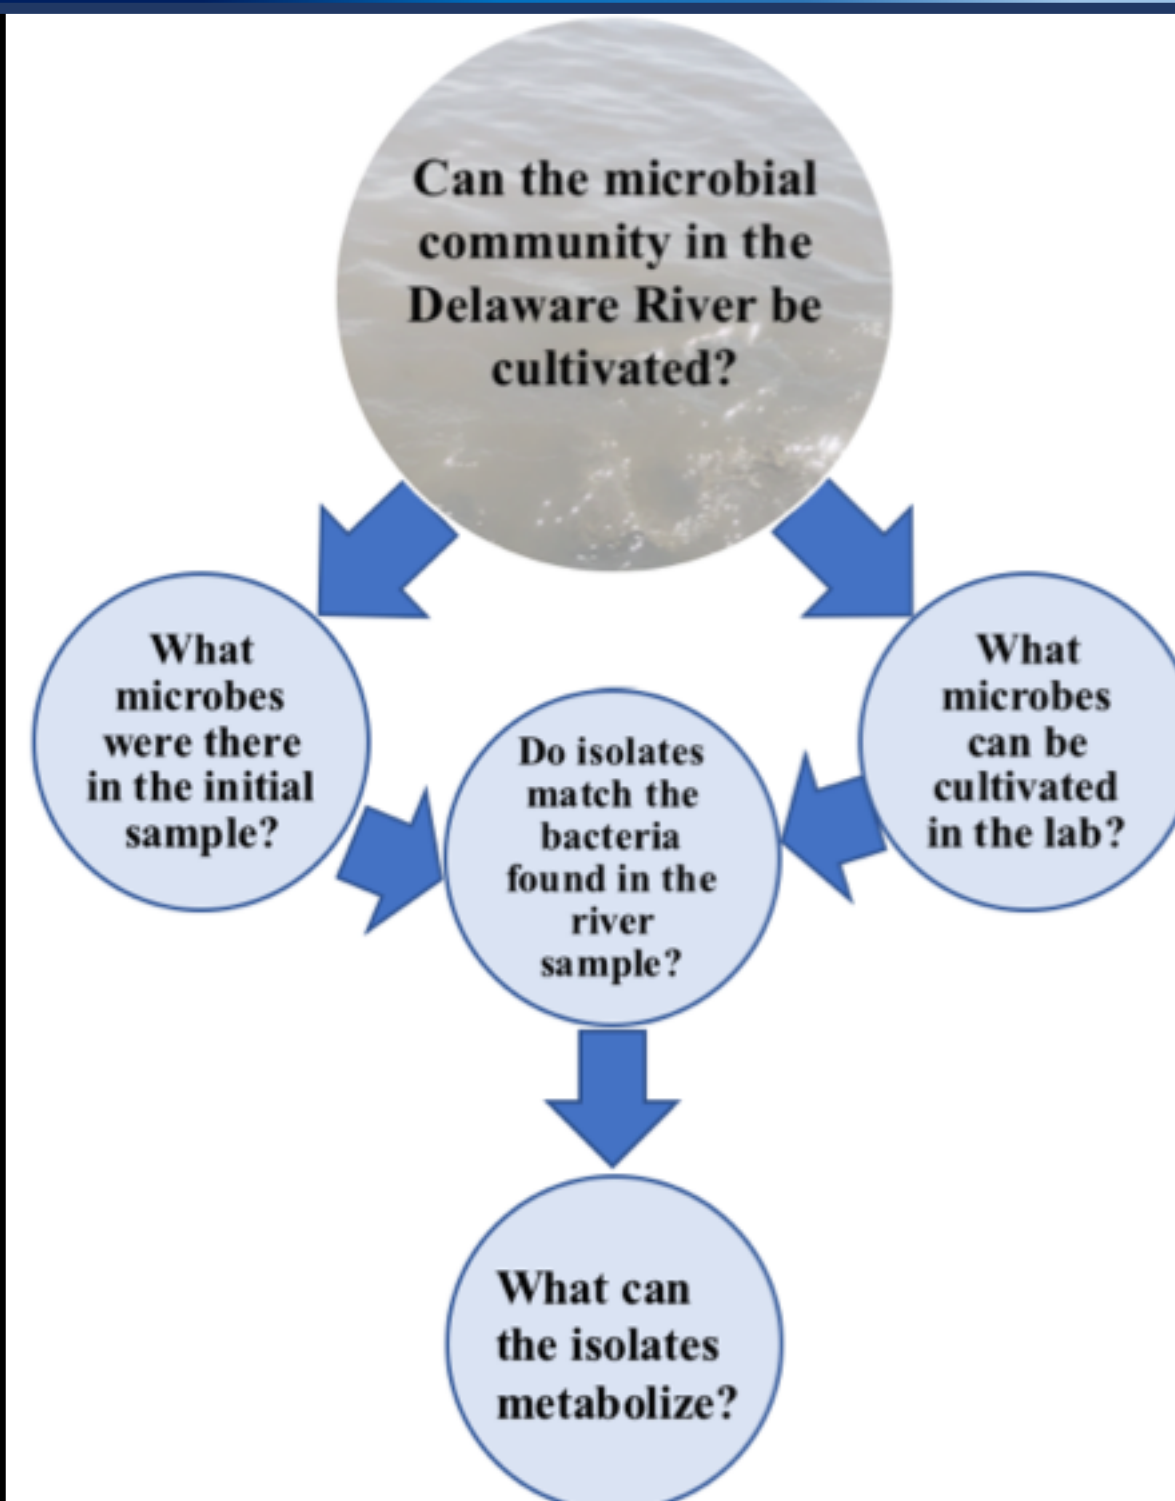 Can the microbial
community in the
Delaware River be
cultivated?
What
microbes
were there
in the initial
sample?
Do isolates
match the
bacteria
found in the
river
sample?
What
microbes
can be
cultivated
in the lab?
What can
the isolates
metabolize?